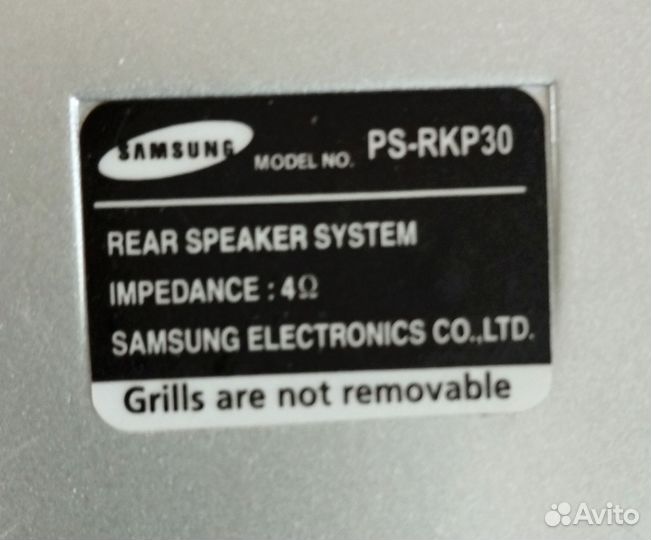 SAMSUNG MODEL NO. PS-RKP30
REAR SPEAKER SYSTEM
IMPEDANCE : 4Ω
SAMSUNG ELECTRONICS CO.,LTD.
Grills are not removable
Avito